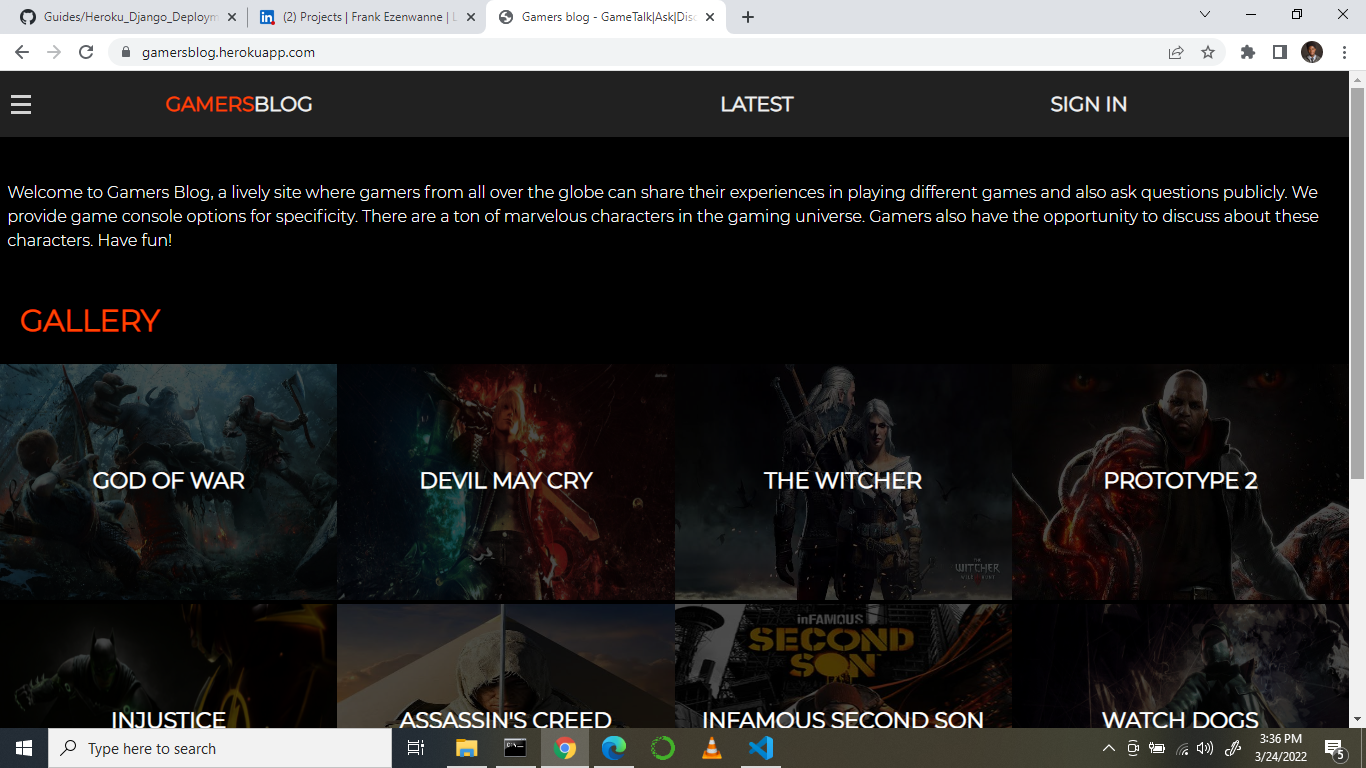 Guides/Heroku_Django_Deploym
(2) Projects | Frank Ezenwanne | L
Gamers blog - GameTalk|Ask|Disc
gamersblog.herokuapp.com
GAMERSBLOG
LATEST
SIGN IN
Welcome to Gamers Blog, a lively site where gamers from all over the globe can share their experiences in playing different games and also ask questions publicly. We
provide game console options for specificity. There are a ton of marvelous characters in the gaming universe. Gamers also have the opportunity to discuss about these
characters. Have fun!
GALLERY
GOD OF WAR
DEVIL MAY CRY
THE WITCHER
PROTOTYPE 2
THE
WITCHER
WILD HUNT
inFAMOUS
SECOND
SON
INJUSTICE
ASSASSIN'S CREED
INFAMOUS SECOND SON
WATCH DOGS
Type here to search
3:36 PM
3/24/2022
5